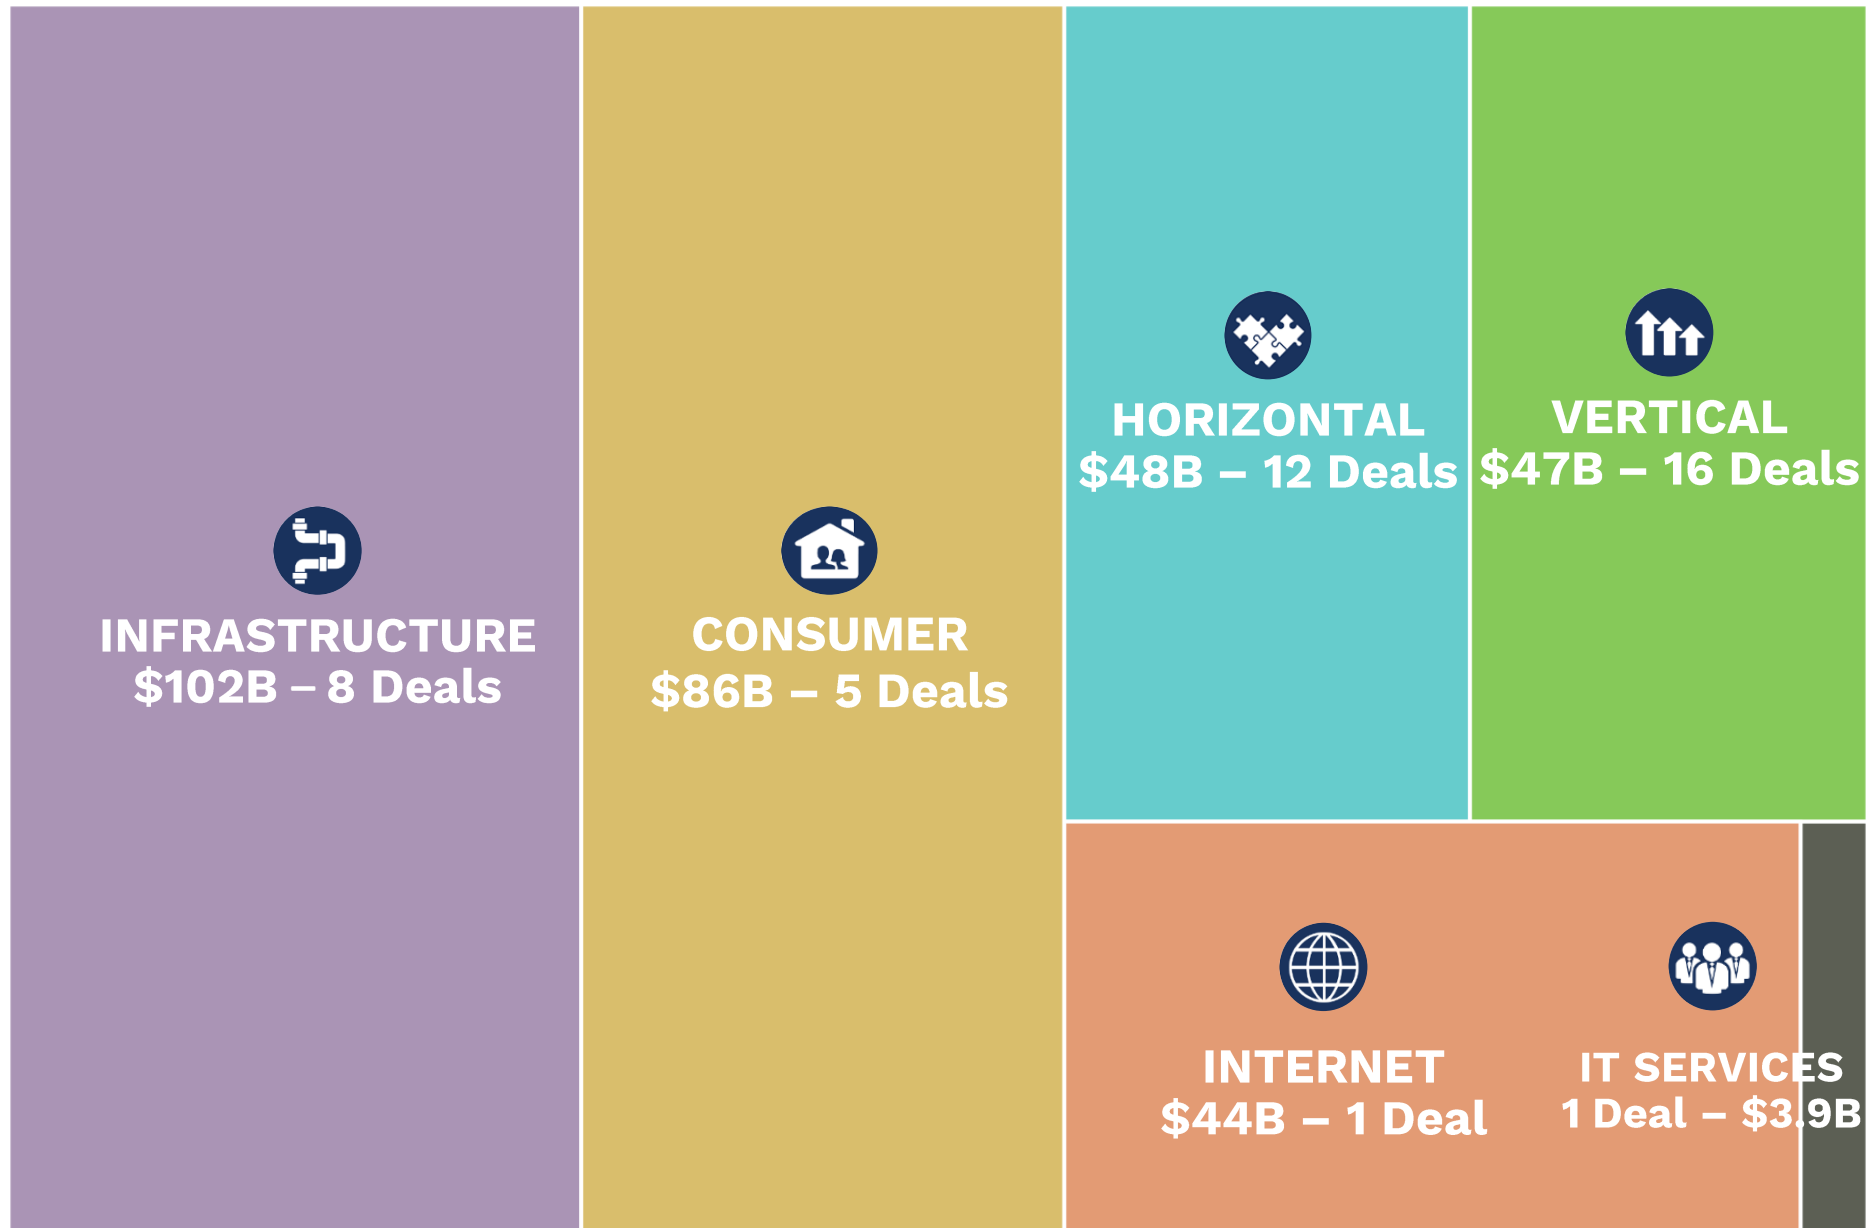 INFRASTRUCTURE
$102B – 8 Deals
CONSUMER
$86B – 5 Deals
HORIZONTAL
$48B – 12 Deals
VERTICAL
$47B – 16 Deals
INTERNET
$44B – 1 Deal
IT SERVICES
1 Deal – $3.9B